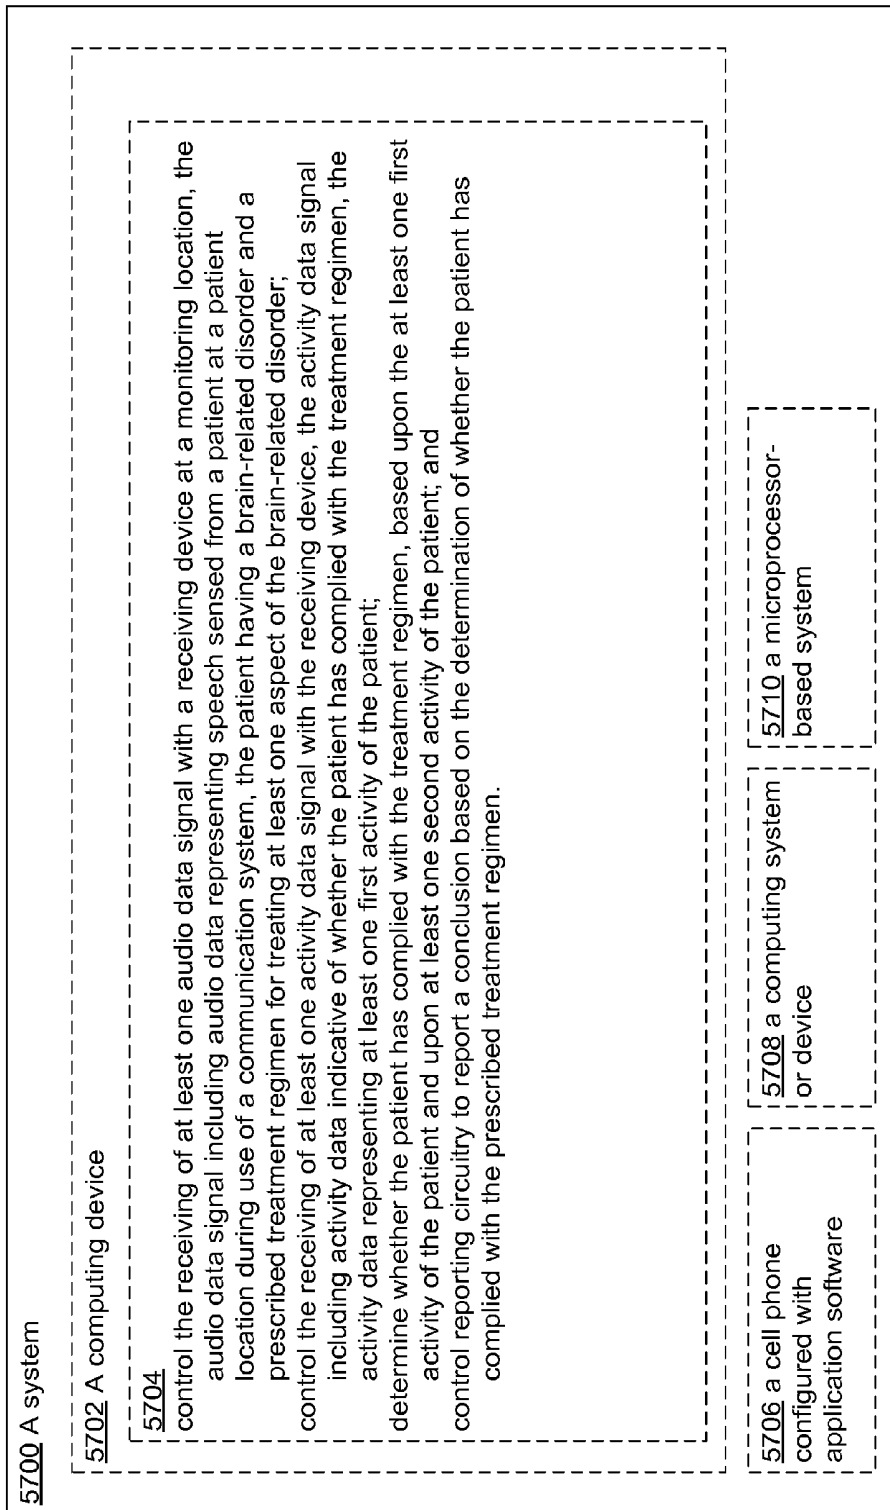 5700 A system
5702 A computing device
5704
control the receiving of at least one audio data signal with a receiving device at a monitoring location, the
audio data signal including audio data representing speech sensed from a patient at a patient
location during use of a communication system, the patient having a brain-related disorder and a
prescribed treatment regimen for treating at least one aspect of the brain-related disorder;
control the receiving of at least one activity data signal with the receiving device, the activity data signal
including activity data indicative of whether the patient has complied with the treatment regimen, the
activity data representing at least one first activity of the patient;
determine whether the patient has complied with the treatment regimen, based upon the at least one first
activity of the patient and upon at least one second activity of the patient; and
control reporting circuitry to report a conclusion based on the determination of whether the patient has
complied with the prescribed treatment regimen.
5706 a cell phone
configured with
application software
5708 a computing system
or device
5710 a microprocessor-
based system